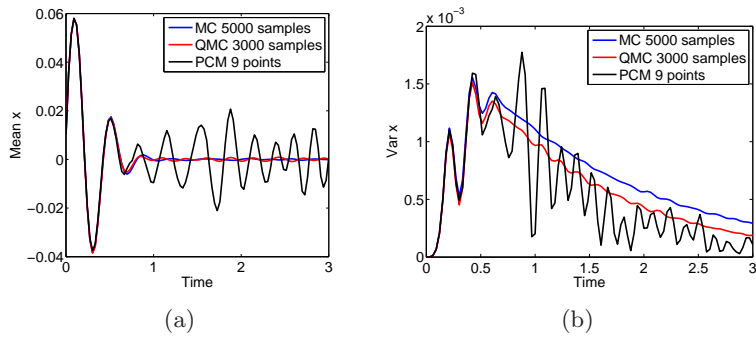 0.06
0.04
0.02
0
−0.02
−0.04
Mean x
MC 5000 samples
QMC 3000 samples
PCM 9 points
0 1 2 3
Time
(a)
2 x 10−3
1.5
1
0.5
0
Var x
MC 5000 samples
QMC 3000 samples
PCM 9 points
0 0.5 1 1.5 2 2.5 3
Time
(b)